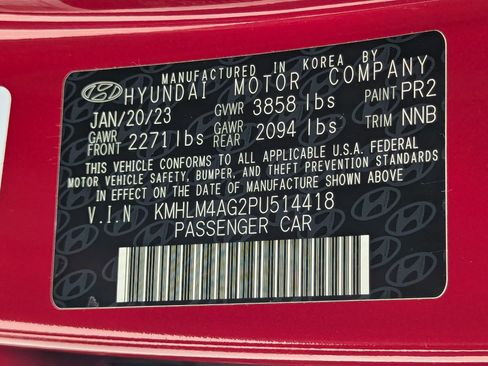 MANUFACTURED IN KOREA BY
HYUNDAI MOTOR COMPANY
JAN/20/23 GVWR 3858 lbs PAINT PR2
GAWR FRONT 2271 lbs GAWR REAR 2094 lbs TRIM NNB
THIS VEHICLE CONFORMS TO ALL APPLICABLE U.S.A. FEDERAL
MOTOR VEHICLE SAFETY, BUMPER, AND THEFT PREVENTION STANDARDS
IN EFFECT ON THE DATE OF MANUFACTURE SHOWN ABOVE.
V.I.N KMHLM4AG2PU514418
PASSENGER CAR